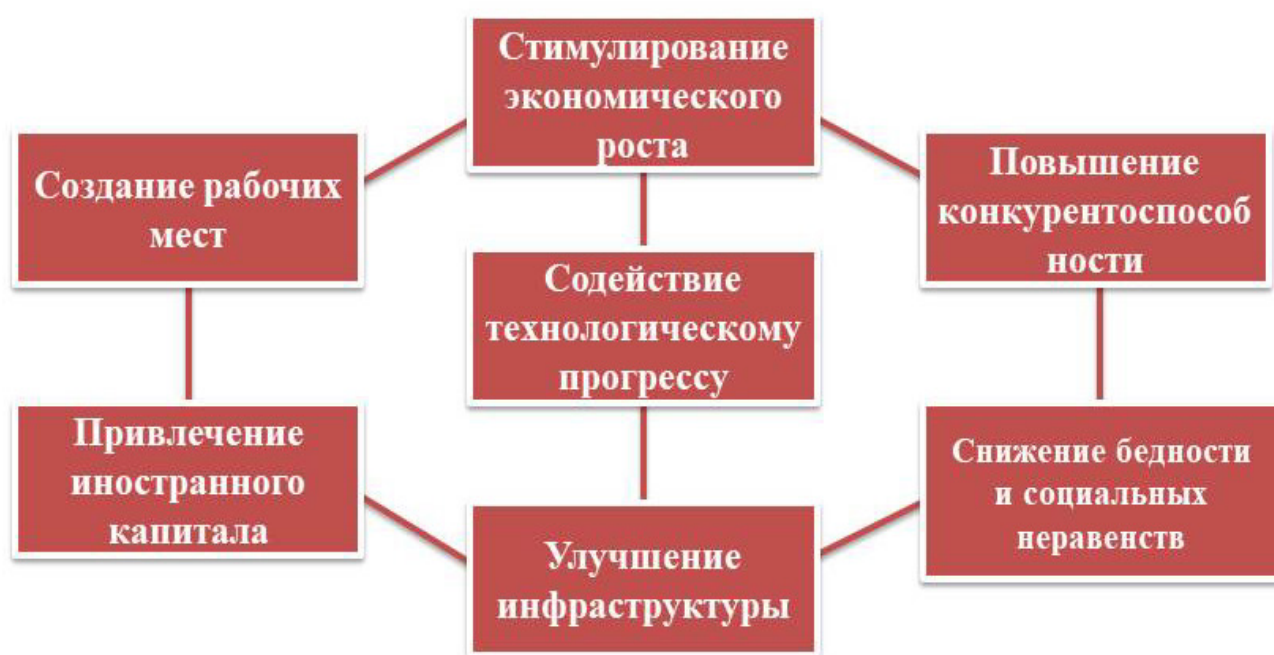 Стимулирование
экономического
роста
Создание рабочих
мест
Повышение
конкурентоспособ
ности
Содействие
технологическому
прогрессу
Привлечение
иностранного
капитала
Снижение бедности
и социальных
неравенств
Улучшение
инфраструктуры